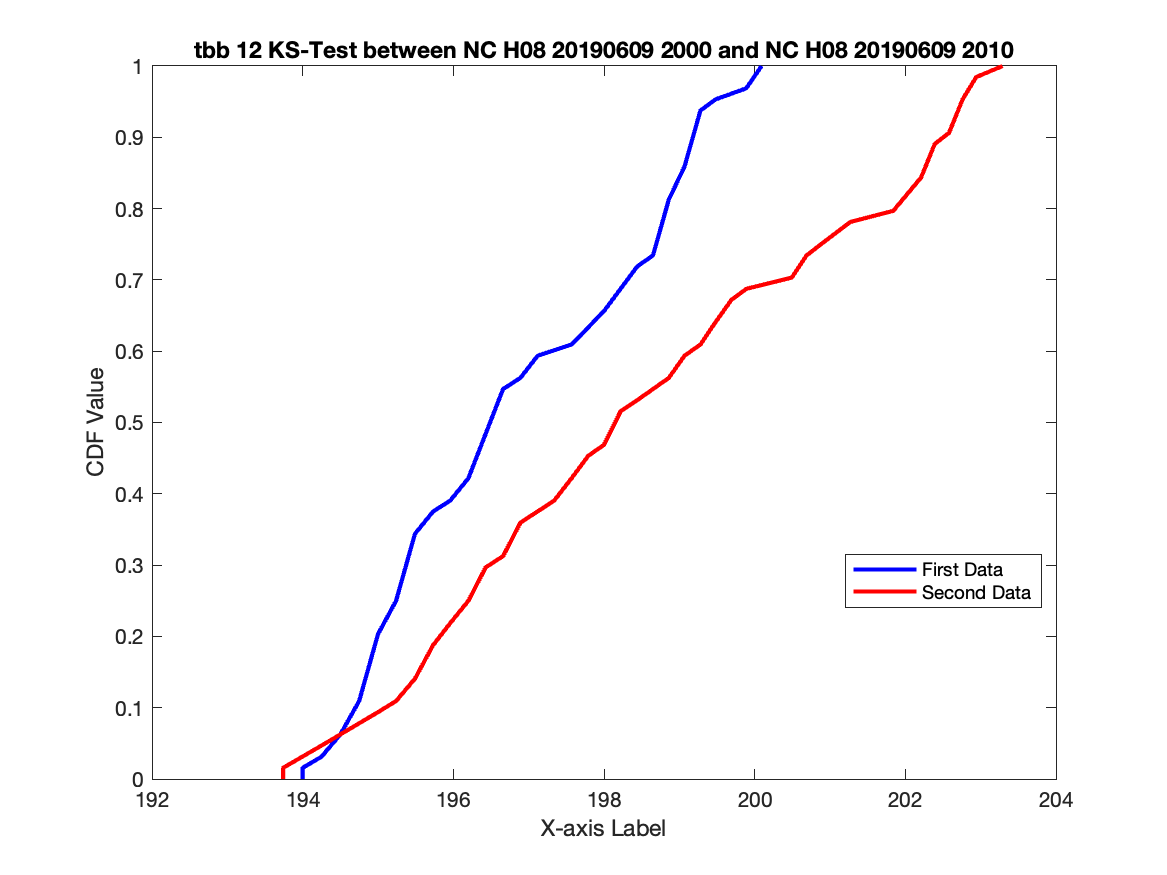 tbb 12 KS-Test between NC H08 20190609 2000 and NC H08 20190609 2010
1
0.9
0.8
0.7
0.6
0.5
0.4
0.3
0.2
0.1
0
CDF Value
First Data
Second Data
192 194 196 198 200 202 204
X-axis Label